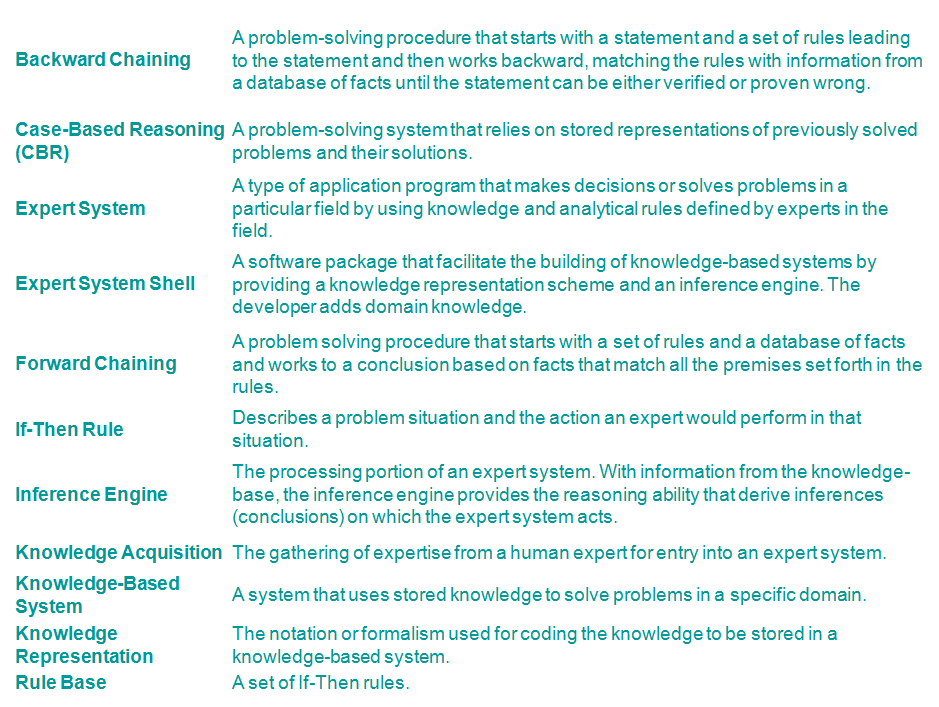 Backward Chaining
A problem-solving procedure that starts with a statement and a set of rules leading
to the statement and then works backward, matching the rules with information from
a database of facts until the statement can be either verified or proven wrong.
Case-Based Reasoning
(CBR)
A problem-solving system that relies on stored representations of previously solved
problems and their solutions.
Expert System
A type of application program that makes decisions or solves problems in a
particular field by using knowledge and analytical rules defined by experts in the
field.
Expert System Shell
A software package that facilitate the building of knowledge-based systems by
providing a knowledge representation scheme and an inference engine. The
developer adds domain knowledge.
Forward Chaining
A problem solving procedure that starts with a set of rules and a database of facts
and works to a conclusion based on facts that match all the premises set forth in the
rules.
If-Then Rule
Describes a problem situation and the action an expert would perform in that
situation.
Inference Engine
The processing portion of an expert system. With information from the knowledge-
base, the inference engine provides the reasoning ability that derive inferences
(conclusions) on which the expert system acts.
Knowledge Acquisition
The gathering of expertise from a human expert for entry into an expert system.
Knowledge-Based
System
A system that uses stored knowledge to solve problems in a specific domain.
Knowledge
Representation
The notation or formalism used for coding the knowledge to be stored in a
knowledge-based system.
Rule Base
A set of If-Then rules.